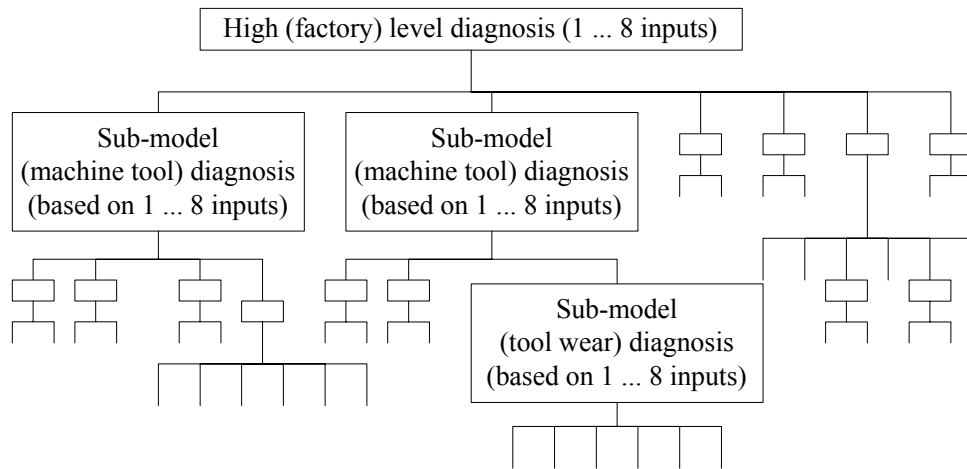 High (factory) level diagnosis (1 ... 8 inputs)
Sub-model
(machine tool) diagnosis
(based on 1 ... 8 inputs)
Sub-model
(machine tool) diagnosis
(based on 1 ... 8 inputs)
Sub-model
(tool wear) diagnosis
(based on 1 ... 8 inputs)